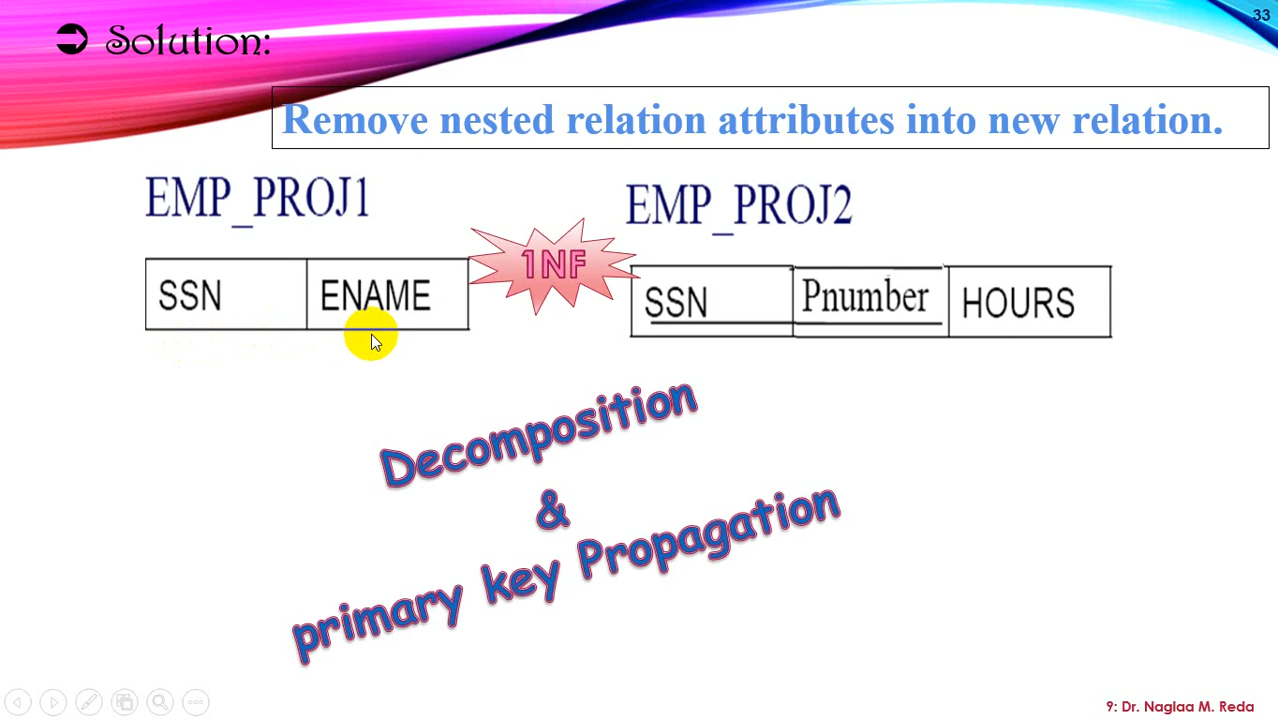 33
➲ Solution:
Remove nested relation attributes into new relation.
EMP_PROJ1
EMP_PROJ2
1NF
SSN ENAME
SSN Pnumber HOURS
Decomposition
&
primary key Propagation
9: Dr. Naglaa M. Reda